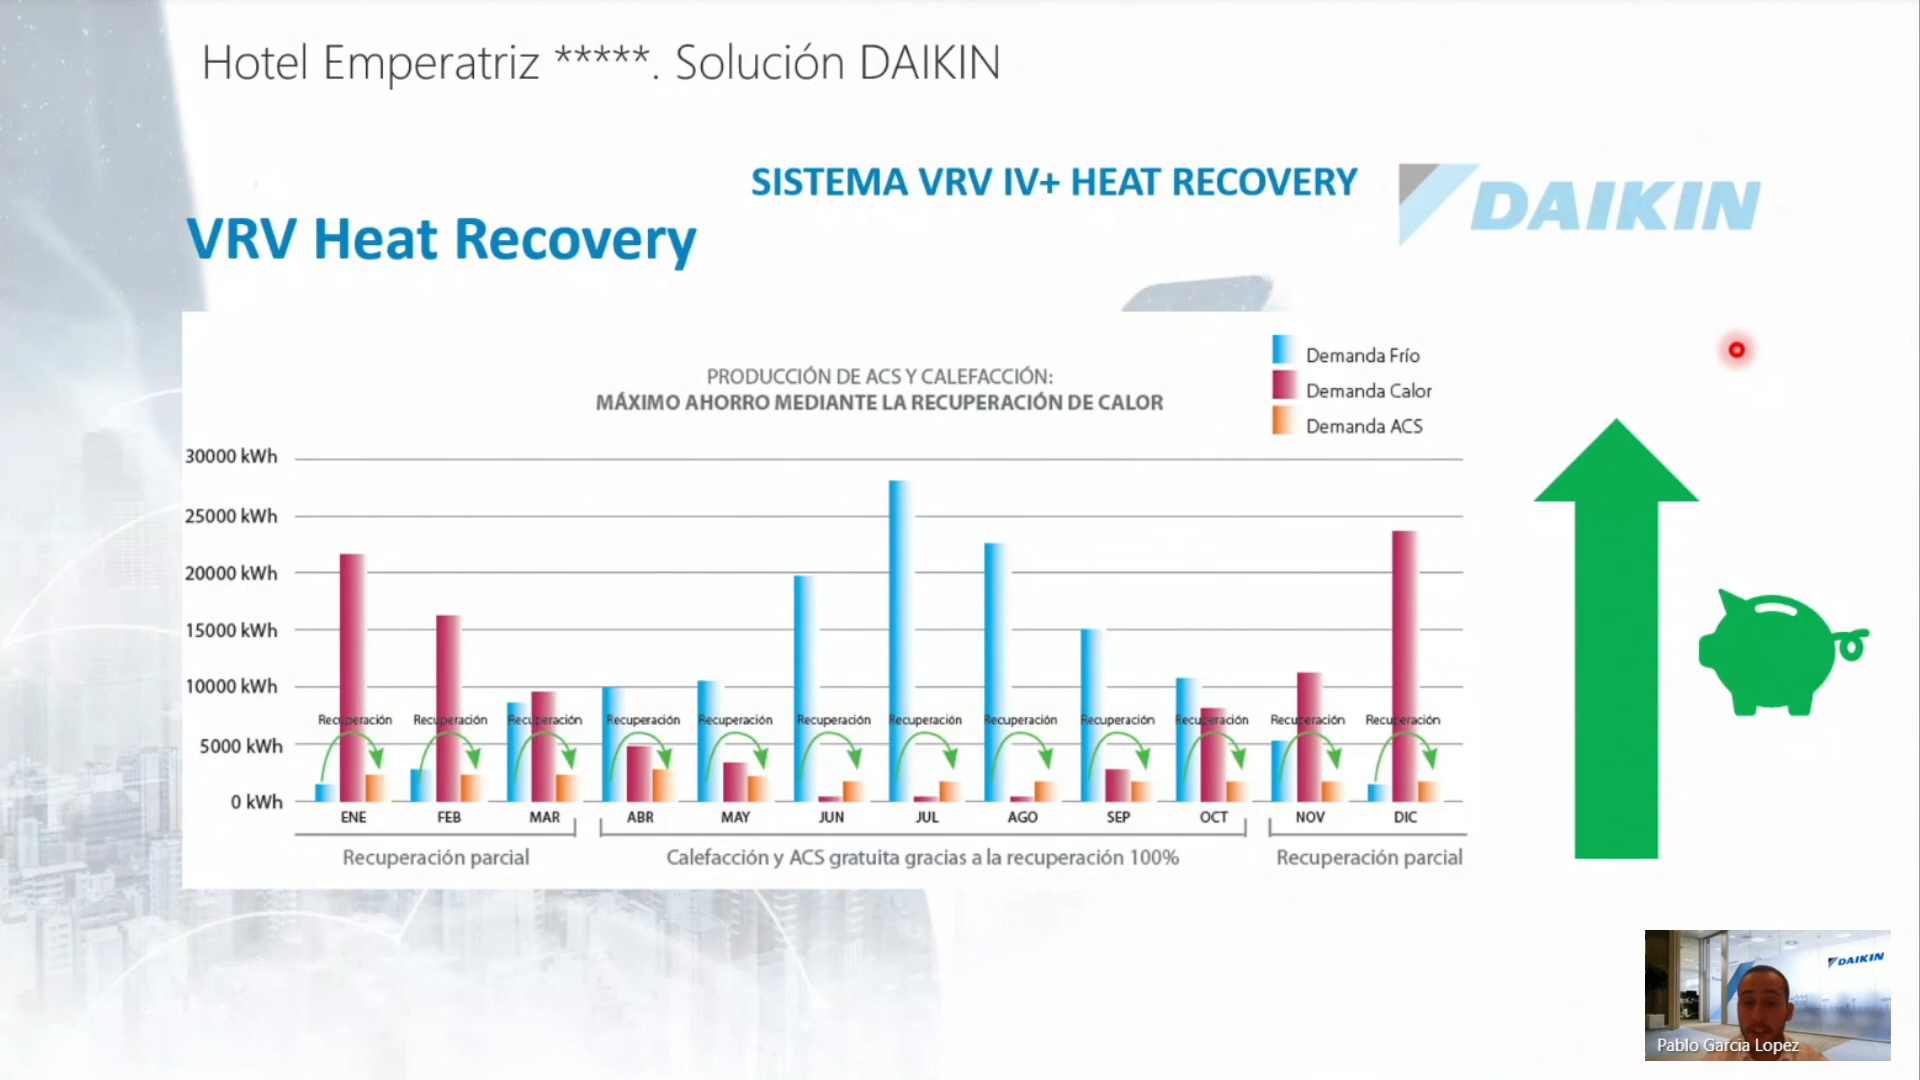 Hotel Emperatriz *****. Solución DAIKIN
SISTEMA VRV IV+ HEAT RECOVERY
DAIKIN
VRV Heat Recovery
PRODUCCIÓN DE ACS Y CALEFACCIÓN:
MÁXIMO AHORRO MEDIANTE LA RECUPERACIÓN DE CALOR
Demanda Frío
Demanda Calor
Demanda ACS
30000 kWh
25000 kWh
20000 kWh
15000 kWh
10000 kWh
5000 kWh
0 kWh
Recuperación Recuperación Recuperación Recuperación Recuperación Recuperación Recuperación Recuperación Recuperación Recuperación Recuperación Recuperación
ENE FEB MAR ABR MAY JUN JUL AGO SEP OCT NOV DIC
Recuperación parcial Calefacción y ACS gratuita gracias a la recuperación 100% Recuperación parcial
DAIKIN
Pablo Garcia Lopez